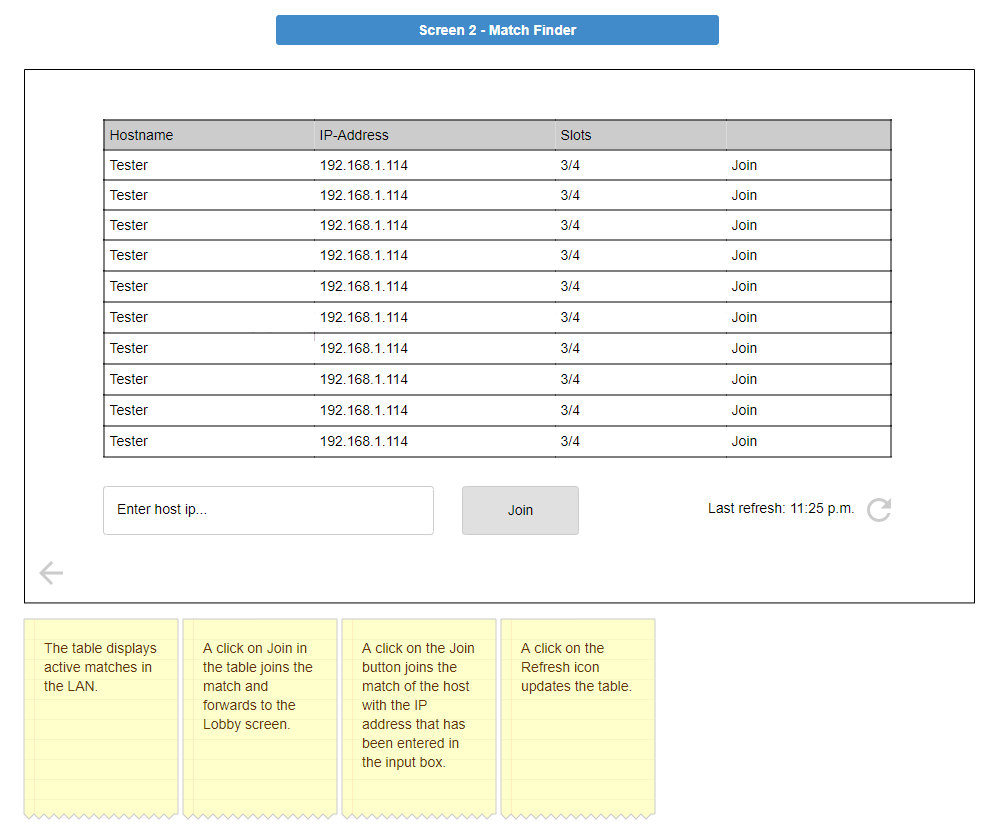 Screen 2 - Match Finder
Hostname IP-Address Slots
Tester 192.168.1.114 3/4 Join
Tester 192.168.1.114 3/4 Join
Tester 192.168.1.114 3/4 Join
Tester 192.168.1.114 3/4 Join
Tester 192.168.1.114 3/4 Join
Tester 192.168.1.114 3/4 Join
Tester 192.168.1.114 3/4 Join
Tester 192.168.1.114 3/4 Join
Tester 192.168.1.114 3/4 Join
Tester 192.168.1.114 3/4 Join
Enter host ip... Join Last refresh: 11:25 p.m.
The table displays
active matches in
the LAN.
A click on Join in
the table joins the
match and
forwards to the
Lobby screen.
A click on the Join
button joins the
match of the host
with the IP
address that has
been entered in
the input box.
A click on the
Refresh icon
updates the table.